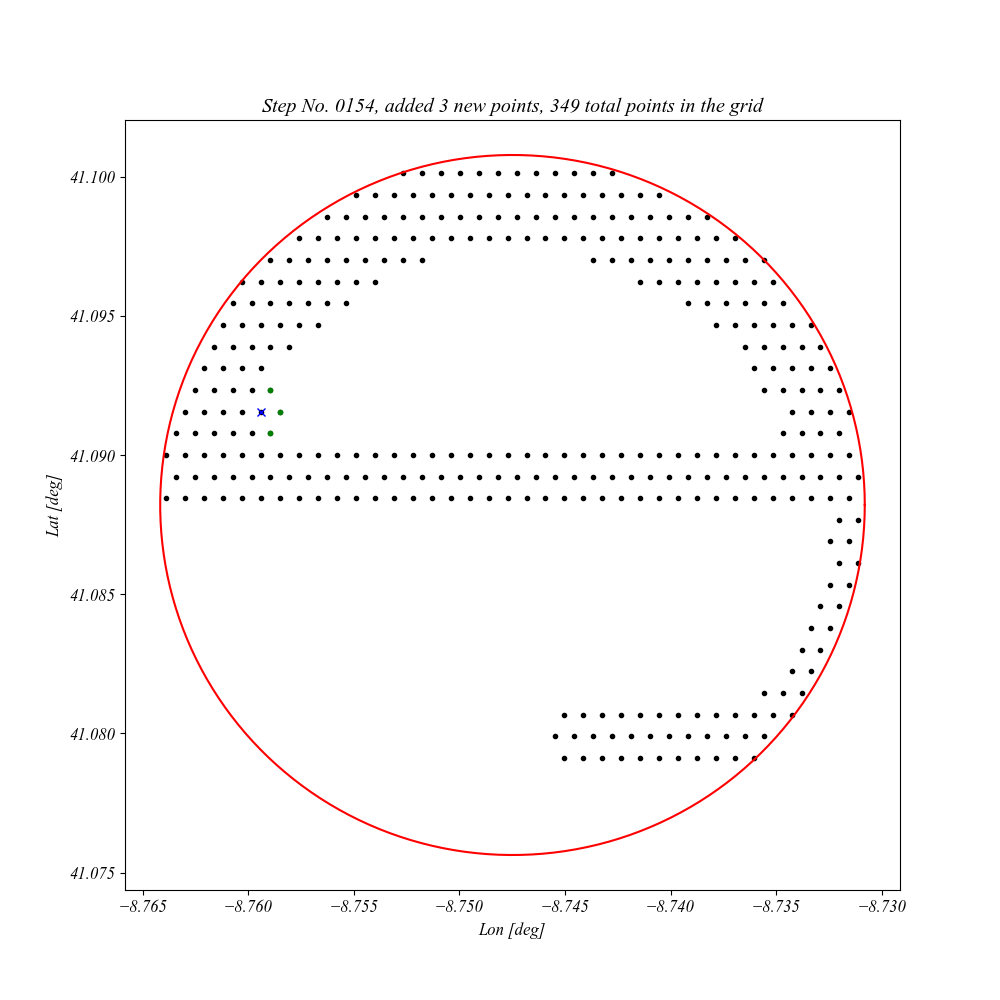 Step No. 0154, added 3 new points, 349 total points in the grid
41.100
41.095
41.090
41.085
41.080
41.075
Lat [deg]
−8.765 −8.760 −8.755 −8.750 −8.745 −8.740 −8.735 −8.730
Lon [deg]